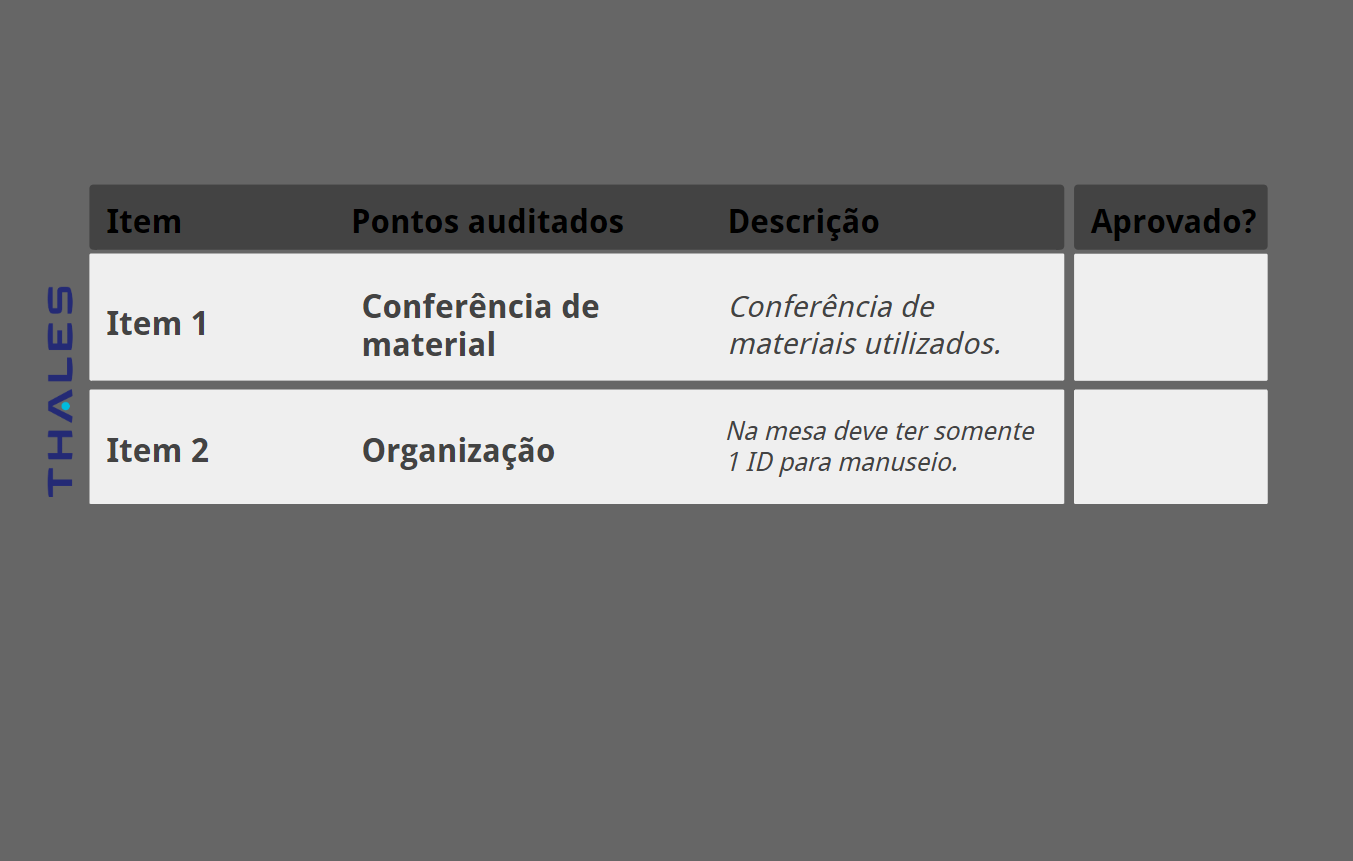 Item Pontos auditados Descrição Aprovado?
Item 1
Conferência de
material
Conferência de
materiais utilizados.
Item 2
Organização
Na mesa deve ter somente
1 ID para manuseio.
THALES